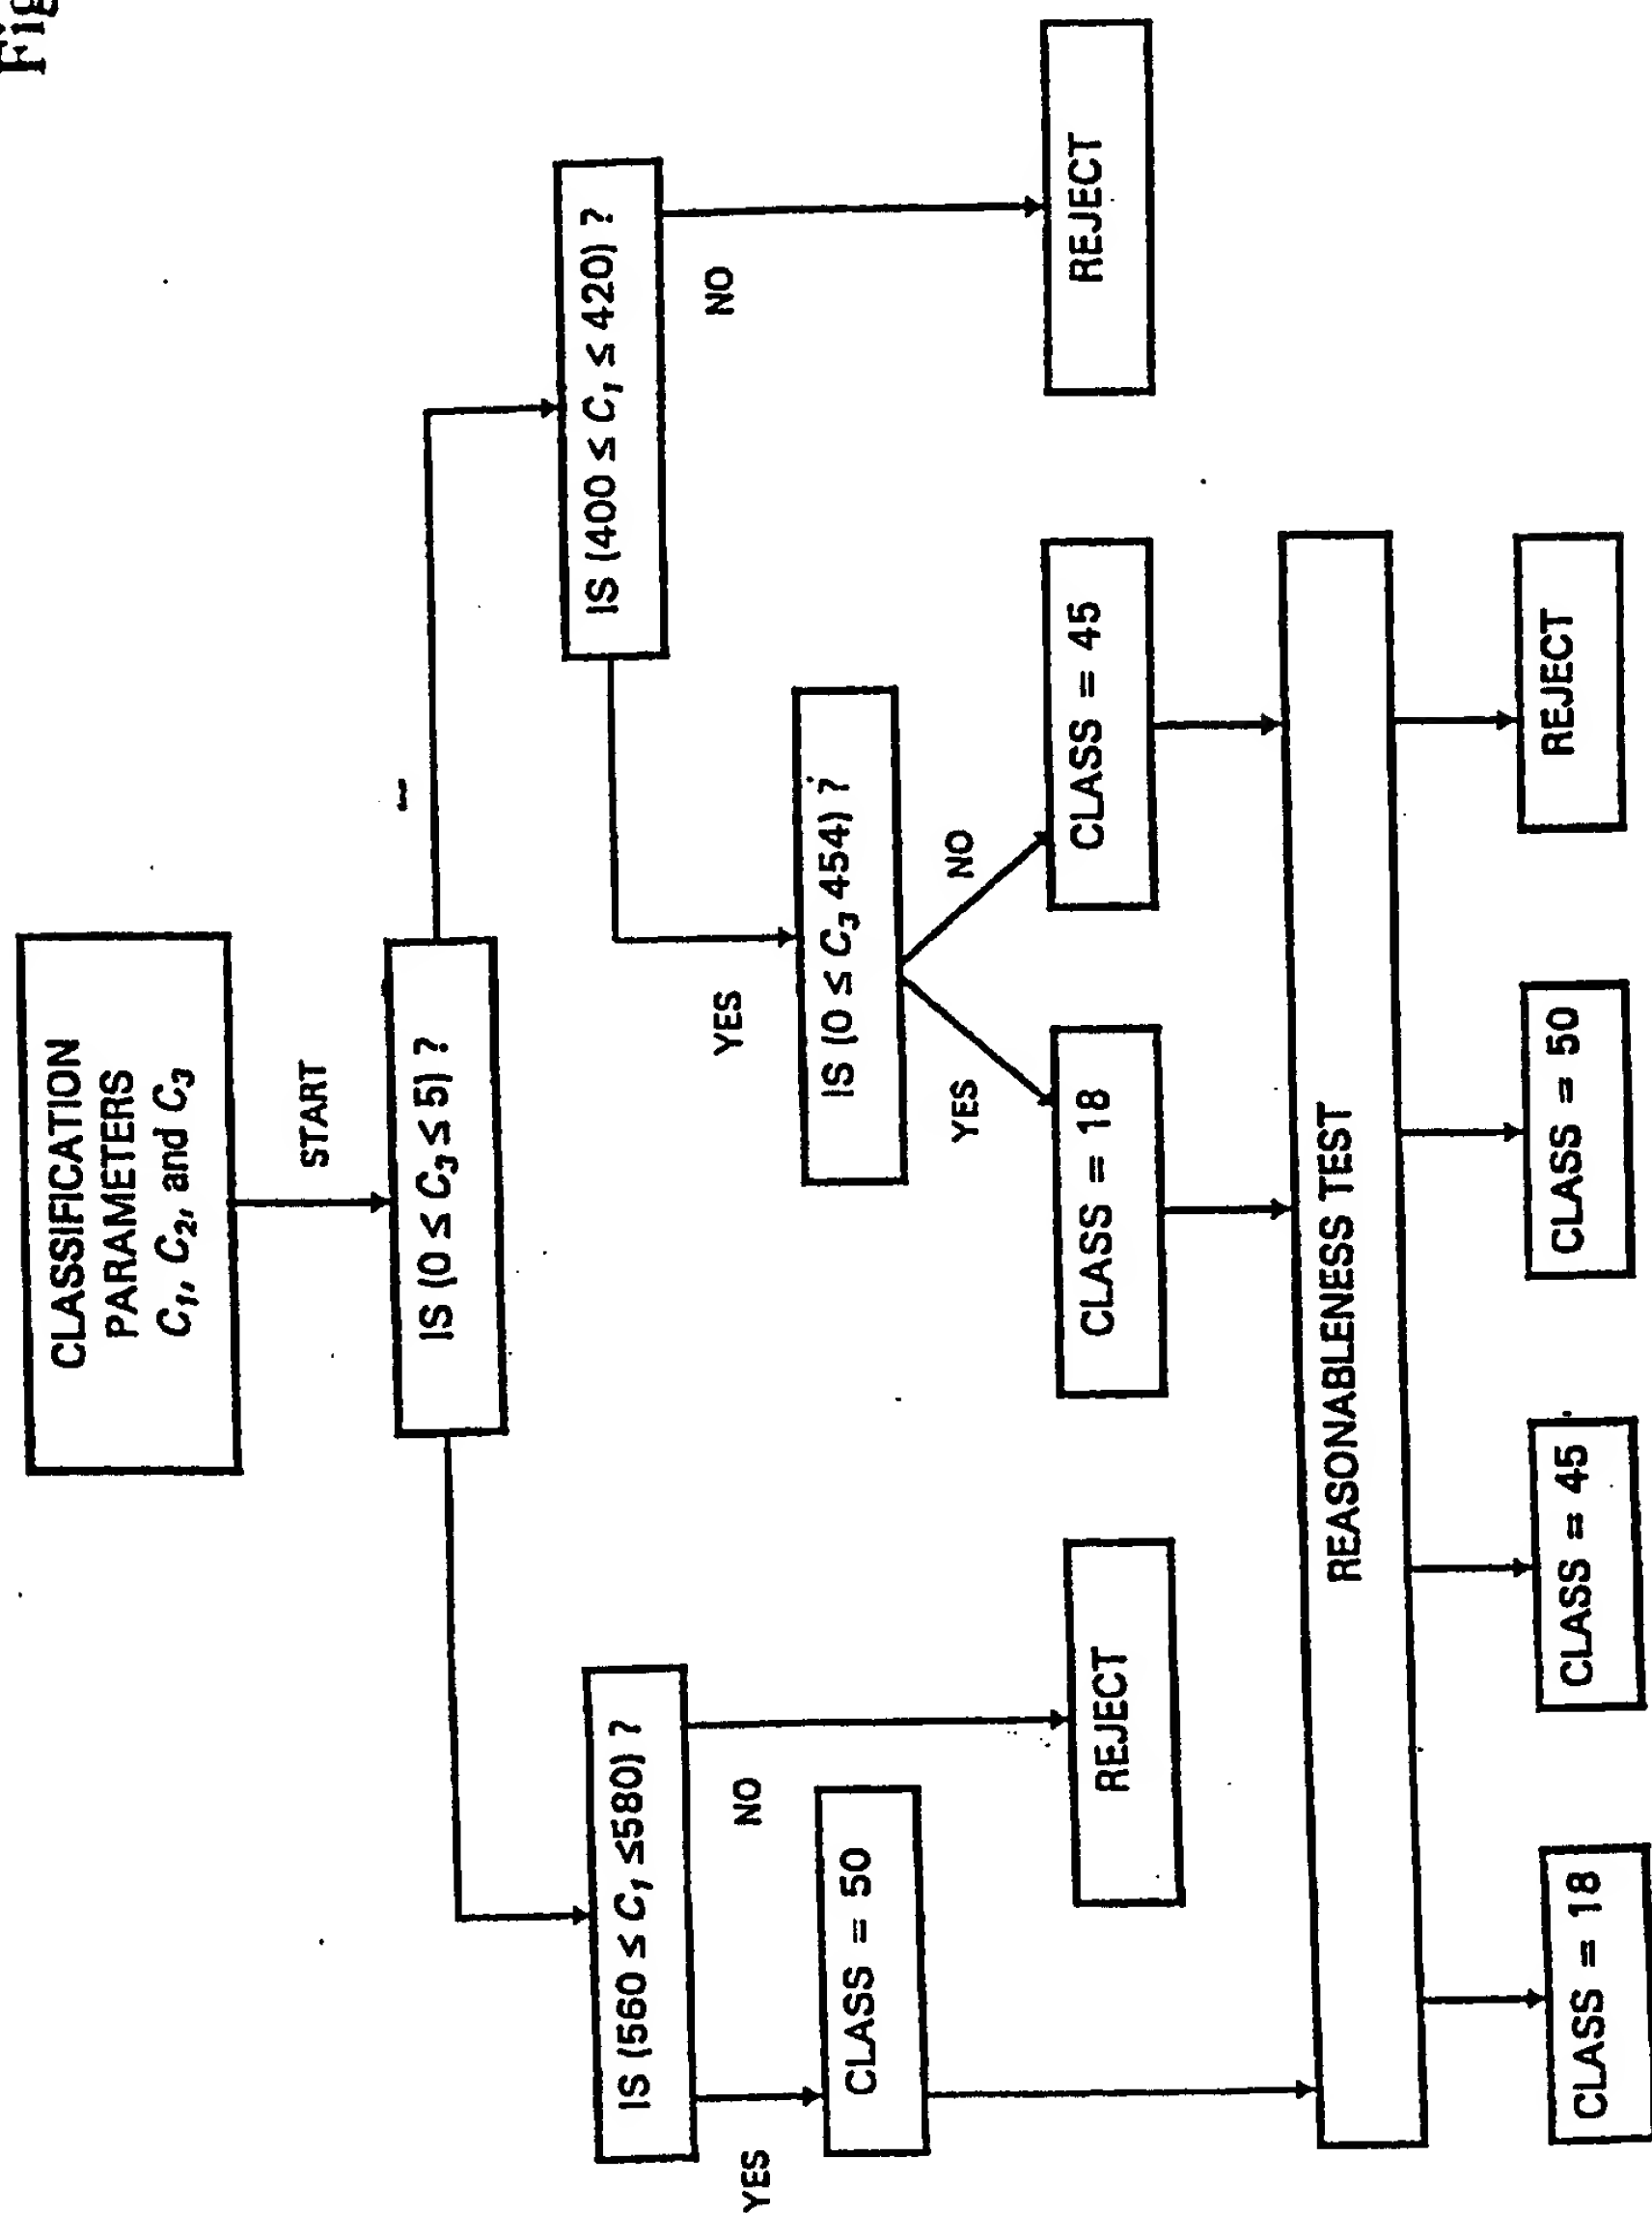 Fig
CLASSIFICATION
PARAMETERS
C₁, C₂, and C₃
START
IS (0 ≤ C₃ ≤ 5) ?
IS (560 ≤ C₁ ≤580) ?
IS (400 ≤ C₁ ≤ 420) ?
YES
NO
YES
NO
CLASS = 50
IS (0 ≤ C₃ 454) ?
YES
NO
REJECT
CLASS = 18
CLASS = 45
REJECT
REASONABLENESS TEST
CLASS = 18
CLASS = 45
CLASS = 50
REJECT